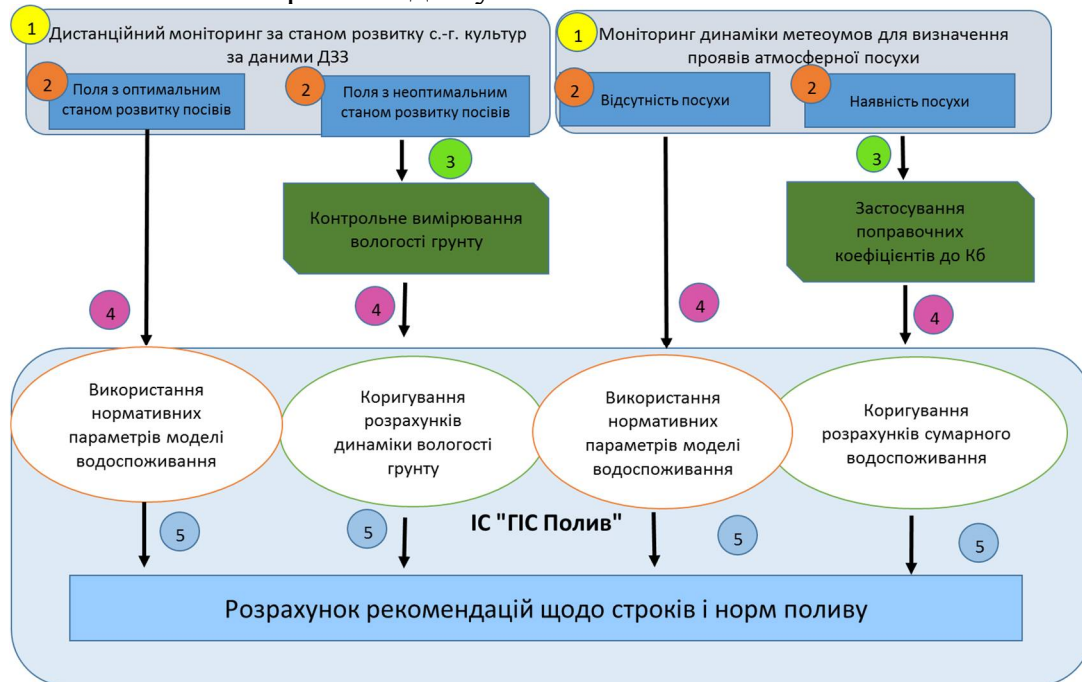 1
Дистанційний моніторинг за станом розвитку с.-г. культур
за даними ДЗЗ
2
Поля з оптимальним
станом розвитку посівів
2
Поля з неоптимальним
станом розвитку посівів
1
Моніторинг динаміки метеоумов для визначення
проявів атмосферної посухи
2
Відсутність посухи
2
Наявність посухи
3
Контрольне вимірювання
вологості грунту
3
Застосування
поправочних
коефіцієнтів до Кб
4
4
4
4
Використання
нормативних
параметрів моделі
водоспоживання
Коригування
розрахунків
динаміки вологості
грунту
Використання
нормативних
параметрів моделі
водоспоживання
Коригування
розрахунків сумарного
водоспоживання
5
5
ІС "ГІС Полив"
5
5
Розрахунок рекомендацій щодо строків і норм поливу